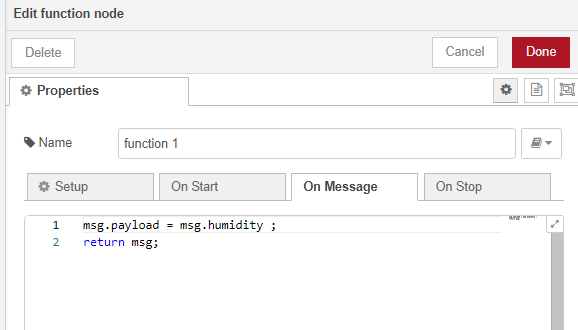 Edit function node
Delete
Cancel
Done
Properties
Name
function 1
Setup
On Start
On Message
On Stop
1 msg.payload = msg.humidity ;
2 return msg;